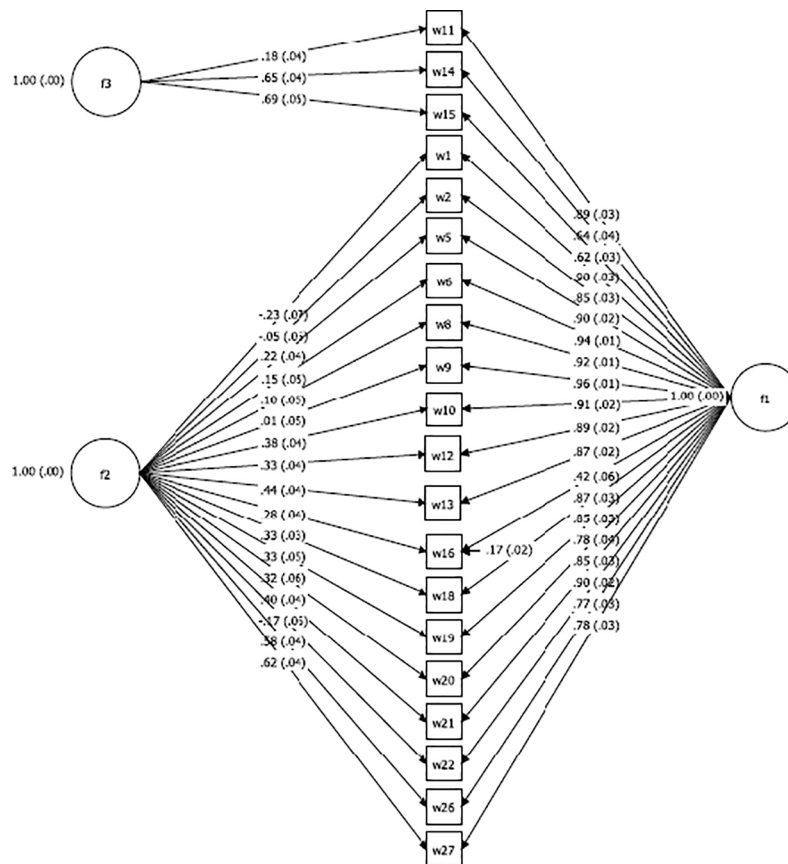 w11
w14
w15
w1
w2
w5
w6
w8
w9
w10
w12
w13
w16
w18
w19
w20
w21
w22
w26
w27
1.00 (.00)
f3
.18 (.04)
.65 (.04)
.69 (.05)
1.00 (.00)
f2
-.23 (.07)
-.05 (.05)
.22 (.04)
.15 (.05)
.10 (.05)
.01 (.05)
.38 (.04)
.33 (.04)
.44 (.04)
.28 (.04)
.33 (.03)
.33 (.05)
.32 (.06)
.40 (.04)
-.17 (.05)
.58 (.04)
.62 (.04)
.89 (.03)
.64 (.04)
.62 (.03)
.90 (.03)
.85 (.03)
.90 (.02)
.94 (.01)
.92 (.01)
.96 (.01)
.91 (.02)
.89 (.02)
.87 (.02)
.42 (.06)
.87 (.03)
.85 (.03)
.78 (.04)
.85 (.03)
.90 (.02)
.77 (.03)
.78 (.03)
.17 (.02)
1.00 (.00)
f1